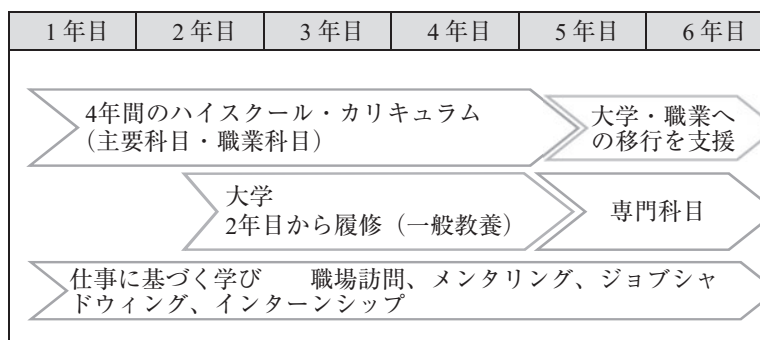 1年目 2年目 3年目 4年目 5年目 6年目
4年間のハイスクール・カリキュラム
（主要科目・職業科目）
大学・職業へ
の移行を支援
大学
2年目から履修（一般教養）
専門科目
仕事に基づく学び　職場訪問、メンタリング、ジョブシャ
ドウィング、インターンシップ